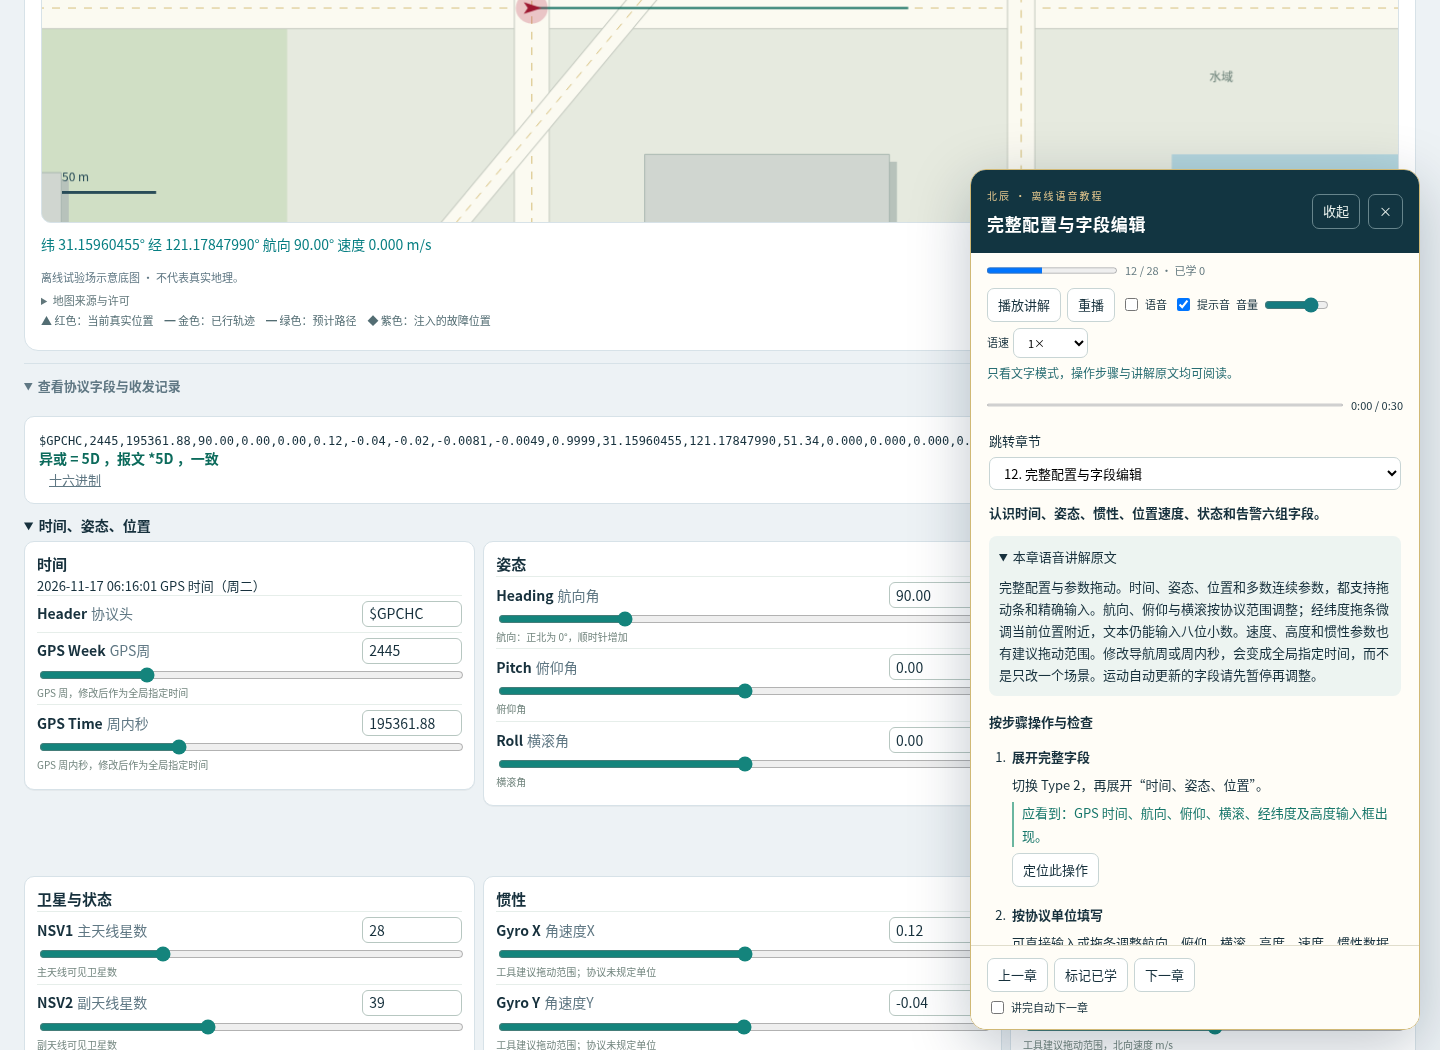 水域
50 m
纬 31.15960455° 经 121.17847990° 航向 90.00° 速度 0.000 m/s
离线试验场示意底图 · 不代表真实地理。
▶ 地图来源与许可
▲ 红色：当前真实位置 — 金色：已行轨迹 — 绿色：预计路径 ◆ 紫色：注入的故障位置
▼ 查看协议字段与收发记录
$GPCHC,2445,195361.88,90.00,0.00,0.00,0.12,-0.04,-0.02,-0.0081,-0.0049,0.9999,31.15960455,121.17847990,51.34,0.000,0.000,0.000,0.
异或 = 5D，报文 *5D，一致
十六进制
▼ 时间、姿态、位置
时间
2026-11-17 06:16:01 GPS 时间（周二）
Header 协议头 $GPCHC
GPS Week GPS周 2445
GPS 周，修改后作为全局指定时间
GPS Time 周内秒 195361.88
GPS 周内秒，修改后作为全局指定时间
姿态
Heading 航向角 90.00
航向：正北为 0°，顺时针增加
Pitch 俯仰角 0.00
俯仰角
Roll 横滚角 0.00
横滚角
卫星与状态
NSV1 主天线星数 28
主天线可见卫星数
NSV2 副天线星数 39
副天线可见卫星数
惯性
Gyro X 角速度X 0.12
工具建议拖动范围；协议未规定单位
Gyro Y 角速度Y -0.04
工具建议拖动范围；协议未规定单位
工具建议拖动范围，北向速度 m/s
北辰 · 离线语音教程
完整配置与字段编辑
收起 ×
12 / 28 · 已学 0
播放讲解 重播 语音 提示音 音量
语速 1×
只看文字模式，操作步骤与讲解原文均可阅读。
0:00 / 0:30
跳转章节
12. 完整配置与字段编辑
认识时间、姿态、惯性、位置速度、状态和告警六组字段。
▼ 本章语音讲解原文
完整配置与参数拖动。时间、姿态、位置和多数连续参数，都支持拖
动条和精确输入。航向、俯仰与横滚按协议范围调整；经纬度拖条微
调当前位置附近，文本仍能输入八位小数。速度、高度和惯性参数也
有建议拖动范围。修改导航周或周内秒，会变成全局指定时间，而不
是只改一个场景。运动自动更新的字段请先暂停再调整。
按步骤操作与检查
1. 展开完整字段
切换 Type 2，再展开“时间、姿态、位置”。
应看到：GPS 时间、航向、俯仰、横滚、经纬度及高度输入框出
现。
定位此操作
2. 按协议单位填写
可直接输入或拖条调整航向、俯仰、横滚、高度、速度、惯性数据
上一章 标记已学 下一章
讲完自动下一章